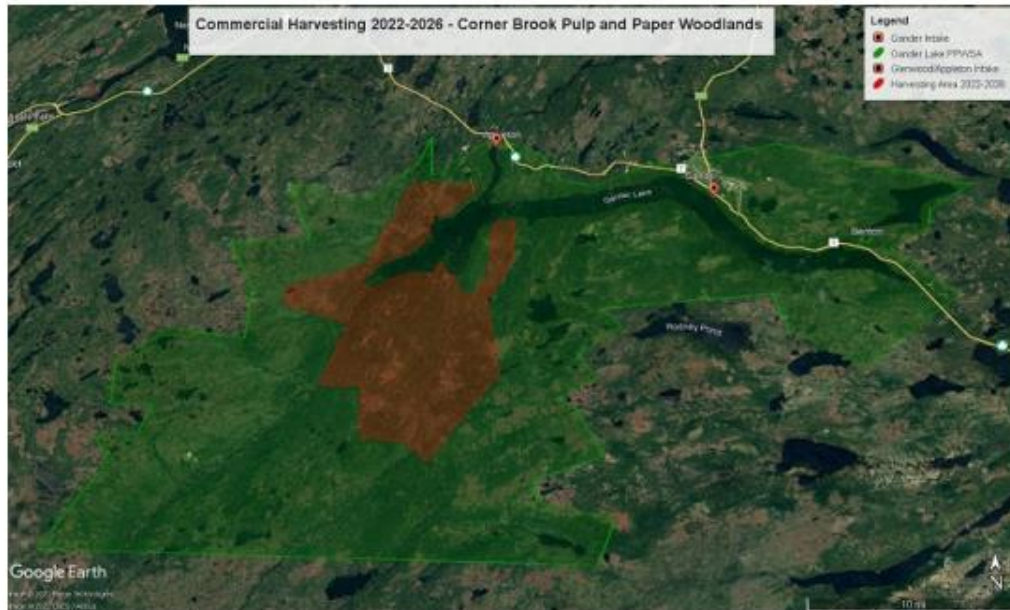 Commercial Harvesting 2022-2026 - Corner Brook Pulp and Paper Woodlands
Legend
Gander Intake
Gander Lake PPWSA
Glenwood/Appleton Intake
Harvesting Area 2022-2026
Gander Lake
Benton
Rodney Pond
Google Earth
10 mi
N